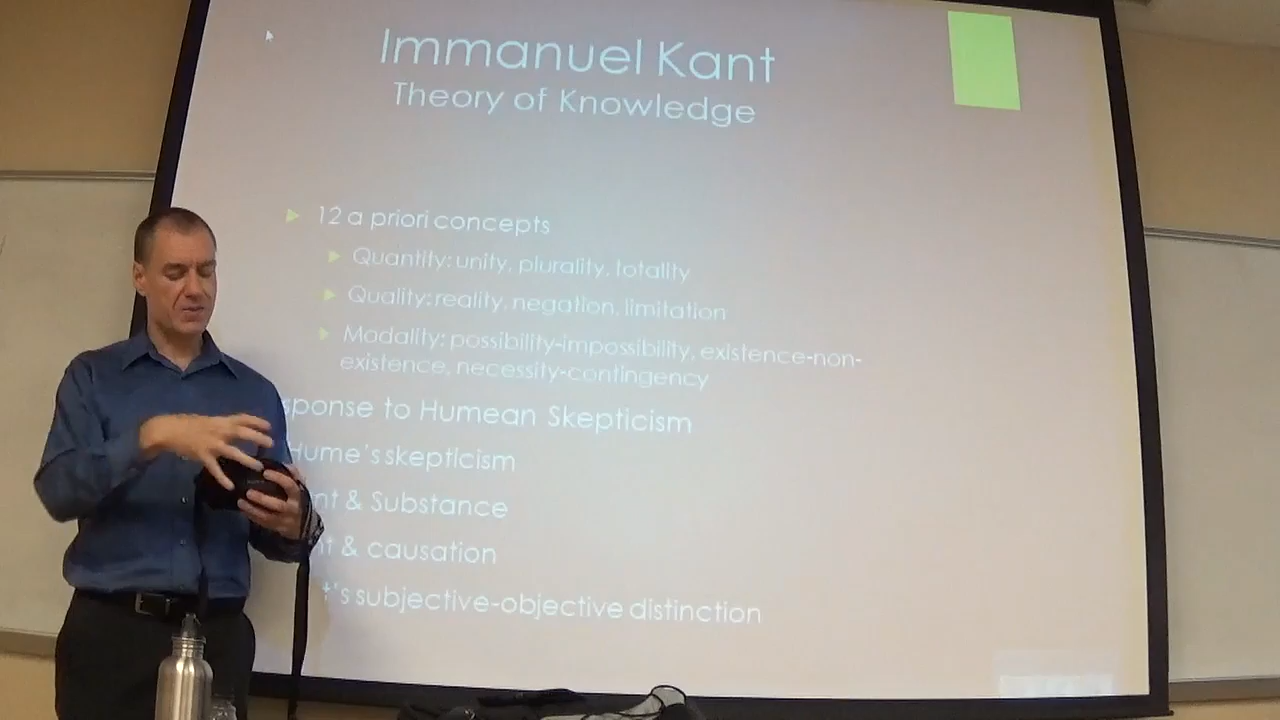 Immanuel Kant
Theory of Knowledge
12 a priori concepts
Quantity: unity, plurality, totality
Quality: reality, negation, limitation
Modality: possibility-impossibility, existence-non-
existence, necessity-contingency
sponse to Humean Skepticism
Hume's skepticism
nt & Substance
nt & causation
t's subjective-objective distinction